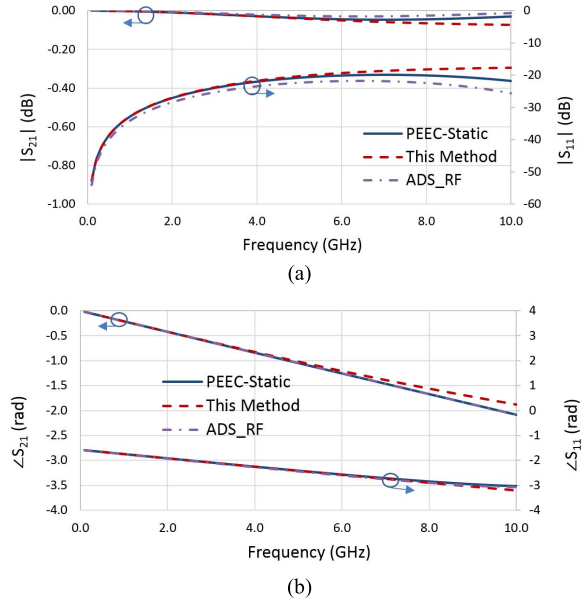 0.00
-0.20
-0.40
-0.60
-0.80
-1.00
|S21| (dB)
0
-10
-20
-30
-40
-50
-60
|S11| (dB)
PEEC-Static
This Method
ADS_RF
0.0 2.0 4.0 6.0 8.0 10.0
Frequency (GHz)
(a)
0.0
-0.5
-1.0
-1.5
-2.0
-2.5
-3.0
-3.5
-4.0
∠S21 (rad)
4
3
2
1
0
-1
-2
-3
-4
∠S11 (rad)
PEEC-Static
This Method
ADS_RF
0.0 2.0 4.0 6.0 8.0 10.0
Frequency (GHz)
(b)